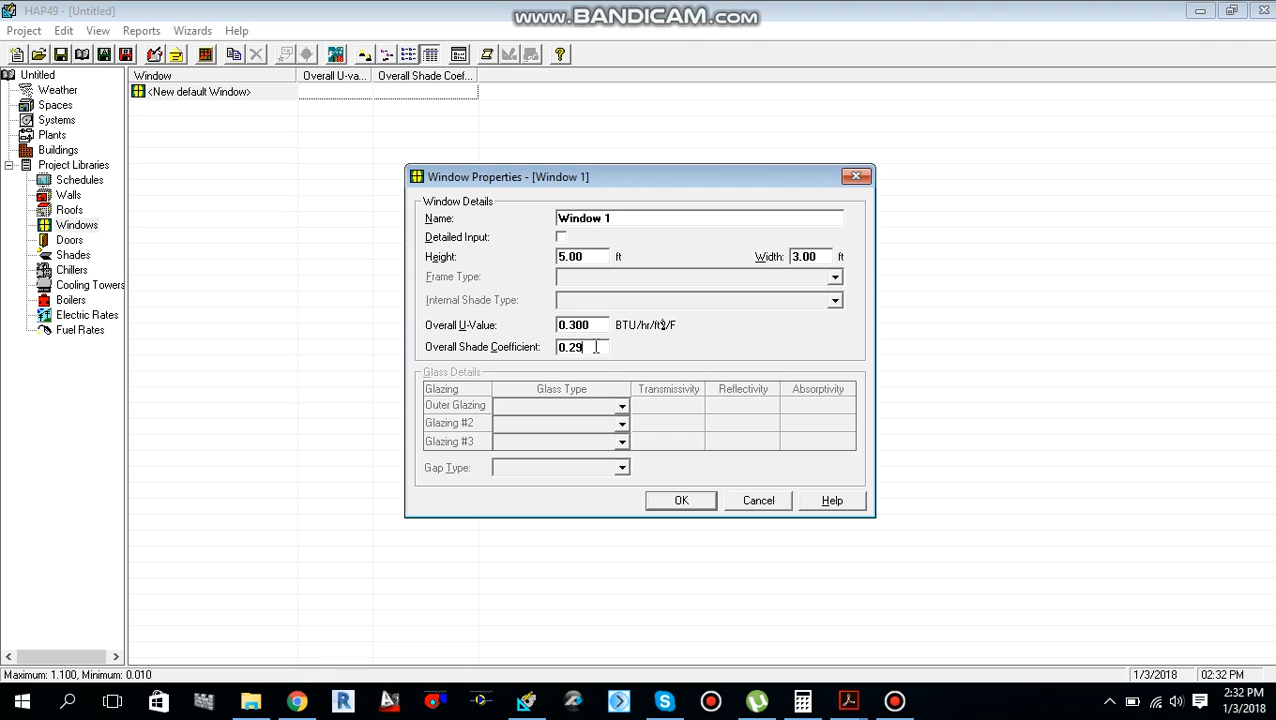 HAP49 - [Untitled]
www.BANDICAM.com
Project Edit View Reports Wizards Help
Untitled
Weather
Spaces
Systems
Plants
Buildings
Project Libraries
Schedules
Walls
Roofs
Windows
Doors
Shades
Chillers
Cooling Towers
Boilers
Electric Rates
Fuel Rates
Window Overall U-va... Overall Shade Coef...
<New default Window>
Window Properties - [Window 1]
Window Details
Name: Window 1
Detailed Input:
Height: 5.00 ft Width: 3.00 ft
Frame Type:
Internal Shade Type:
Overall U-Value: 0.300 BTU/hr/ft²/F
Overall Shade Coefficient: 0.29
Glass Details
Glazing Glass Type Transmissivity Reflectivity Absorptivity
Outer Glazing
Glazing #2
Glazing #3
Gap Type:
OK Cancel Help
Maximum: 1.100, Minimum: 0.010 1/3/2018 02:32 PM
2:32 PM
1/3/2018